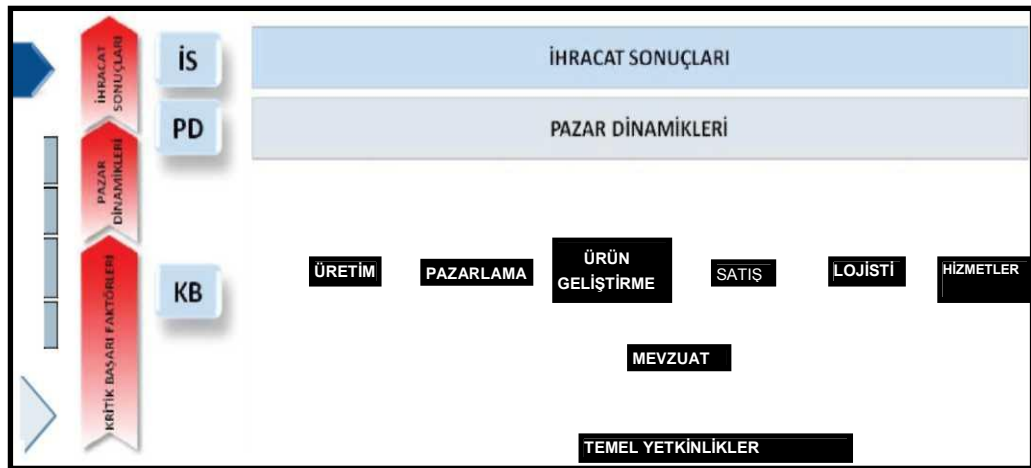 İHRACAT
SONUÇLARI
İS
İHRACAT SONUÇLARI
PD
PAZAR DİNAMİKLERİ
PAZAR
DİNAMİKLERİ
KRİTİK BAŞARI FAKTÖRLERİ
KB
ÜRETİM
PAZARLAMA
ÜRÜN
GELİŞTİRME
SATIŞ
LOJİSTİ
HİZMETLER
MEVZUAT
TEMEL YETKİNLİKLER